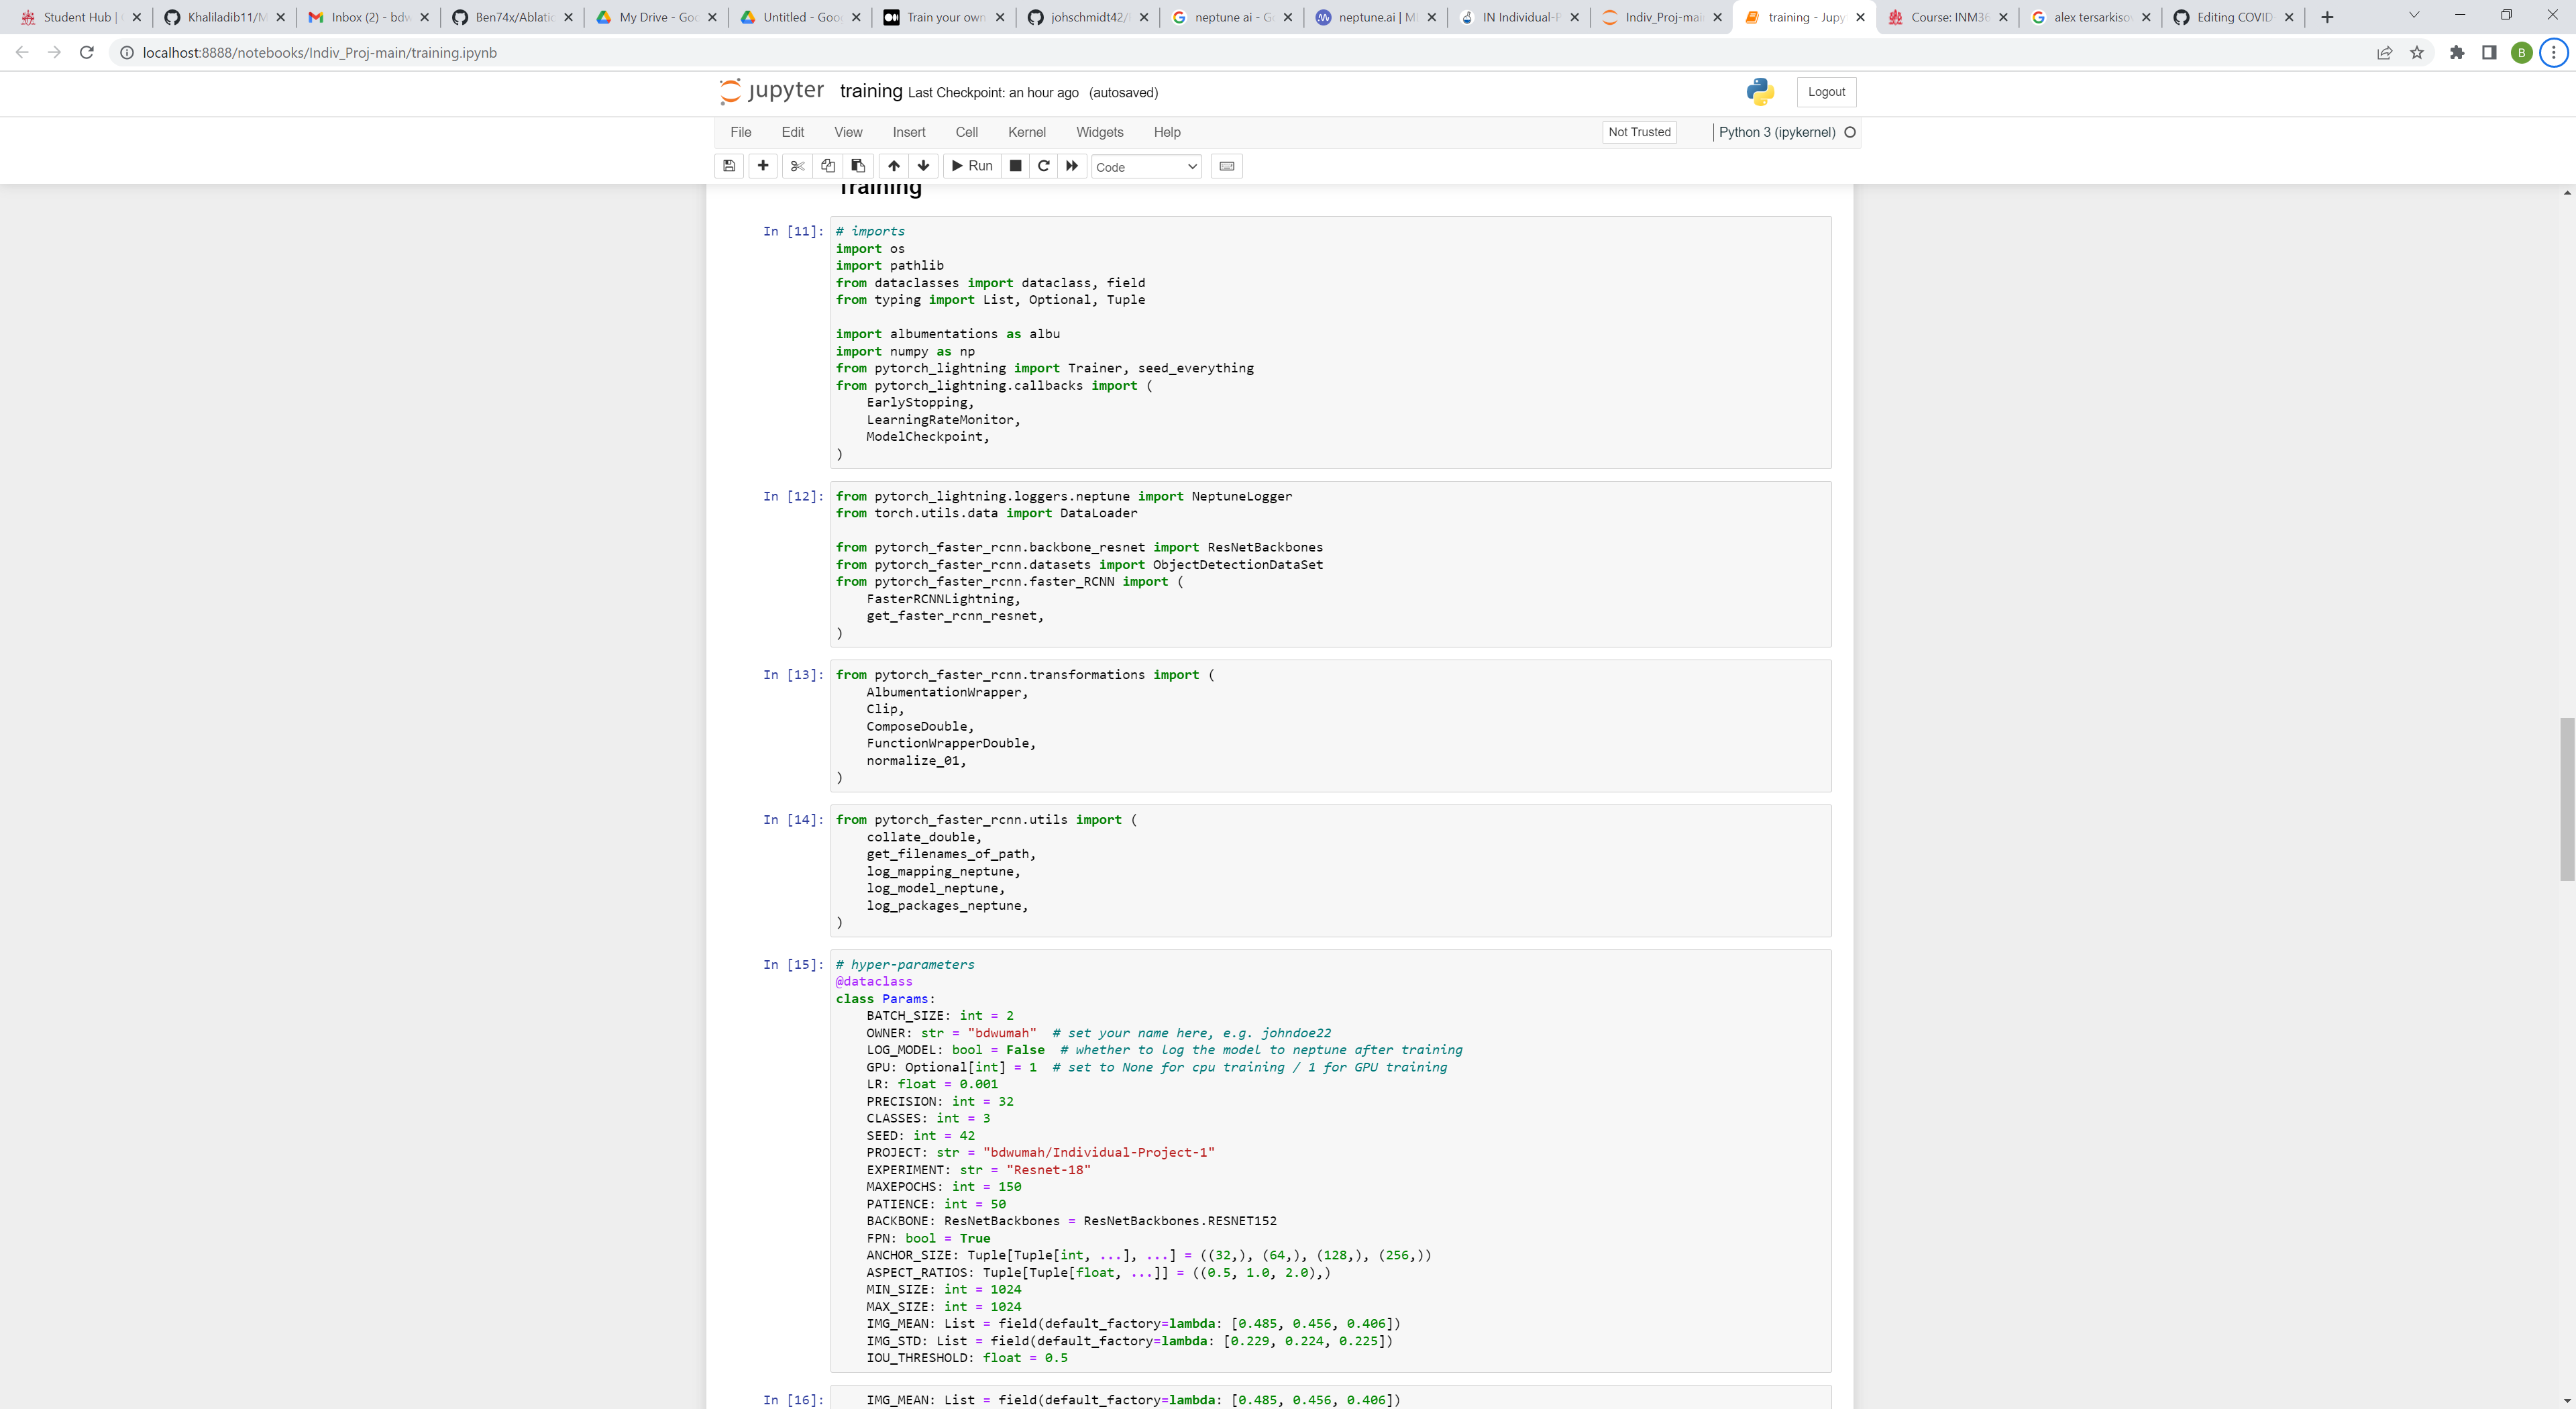 Student Hub |
Khaliladib11/M
Inbox (2) - bdw
Ben74x/Ablatio
My Drive - Goo
Untitled - Goo
Train your own
johschmidt42/
neptune ai - G
neptune.ai | M
IN Individual-P
Indiv_Proj-mai
training - Jupy
Course: INM36
alex tersarkiso
Editing COVID
localhost:8888/notebooks/Indiv_Proj-main/training.ipynb
B
jupyter training Last Checkpoint: an hour ago (autosaved)
Logout
File Edit View Insert Cell Kernel Widgets Help
Not Trusted
Python 3 (ipykernel)
Run
Code
Training
In [11]:
# imports
import os
import pathlib
from dataclasses import dataclass, field
from typing import List, Optional, Tuple
import albumentations as albu
import numpy as np
from pytorch_lightning import Trainer, seed_everything
from pytorch_lightning.callbacks import (
    EarlyStopping,
    LearningRateMonitor,
    ModelCheckpoint,
)
In [12]:
from pytorch_lightning.loggers.neptune import NeptuneLogger
from torch.utils.data import DataLoader
from pytorch_faster_rcnn.backbone_resnet import ResNetBackbones
from pytorch_faster_rcnn.datasets import ObjectDetectionDataSet
from pytorch_faster_rcnn.faster_RCNN import (
    FasterRCNNLightning,
    get_faster_rcnn_resnet,
)
In [13]:
from pytorch_faster_rcnn.transformations import (
    AlbumentationWrapper,
    Clip,
    ComposeDouble,
    FunctionWrapperDouble,
    normalize_01,
)
In [14]:
from pytorch_faster_rcnn.utils import (
    collate_double,
    get_filenames_of_path,
    log_mapping_neptune,
    log_model_neptune,
    log_packages_neptune,
)
In [15]:
# hyper-parameters
@dataclass
class Params:
    BATCH_SIZE: int = 2
    OWNER: str = "bdwumah"  # set your name here, e.g. johndoe22
    LOG_MODEL: bool = False  # whether to log the model to neptune after training
    GPU: Optional[int] = 1  # set to None for cpu training / 1 for GPU training
    LR: float = 0.001
    PRECISION: int = 32
    CLASSES: int = 3
    SEED: int = 42
    PROJECT: str = "bdwumah/Individual-Project-1"
    EXPERIMENT: str = "Resnet-18"
    MAXEPOCHS: int = 150
    PATIENCE: int = 50
    BACKBONE: ResNetBackbones = ResNetBackbones.RESNET152
    FPN: bool = True
    ANCHOR_SIZE: Tuple[Tuple[int, ...], ...] = ((32,), (64,), (128,), (256,))
    ASPECT_RATIOS: Tuple[Tuple[float, ...]] = ((0.5, 1.0, 2.0),)
    MIN_SIZE: int = 1024
    MAX_SIZE: int = 1024
    IMG_MEAN: List = field(default_factory=lambda: [0.485, 0.456, 0.406])
    IMG_STD: List = field(default_factory=lambda: [0.229, 0.224, 0.225])
    IOU_THRESHOLD: float = 0.5
In [16]:
    IMG_MEAN: List = field(default_factory=lambda: [0.485, 0.456, 0.406])